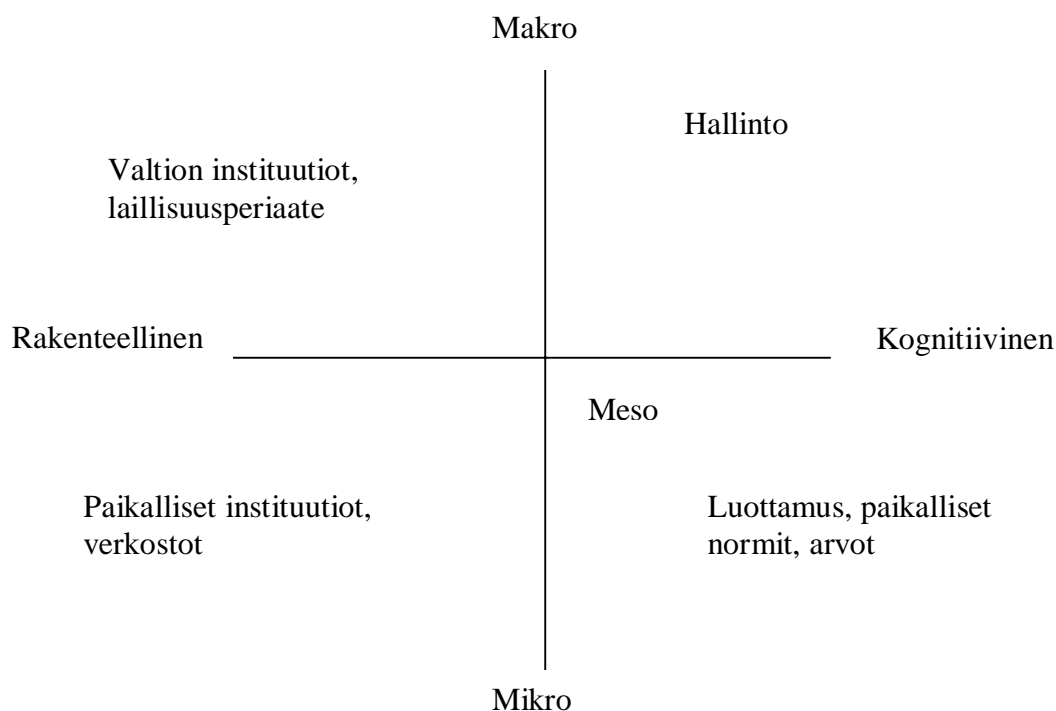 Makro
Hallinto
Valtion instituutiot,
laillisuusperiaate
Rakenteellinen
Kognitiivinen
Meso
Paikalliset instituutiot,
verkostot
Luottamus, paikalliset
normit, arvot
Mikro